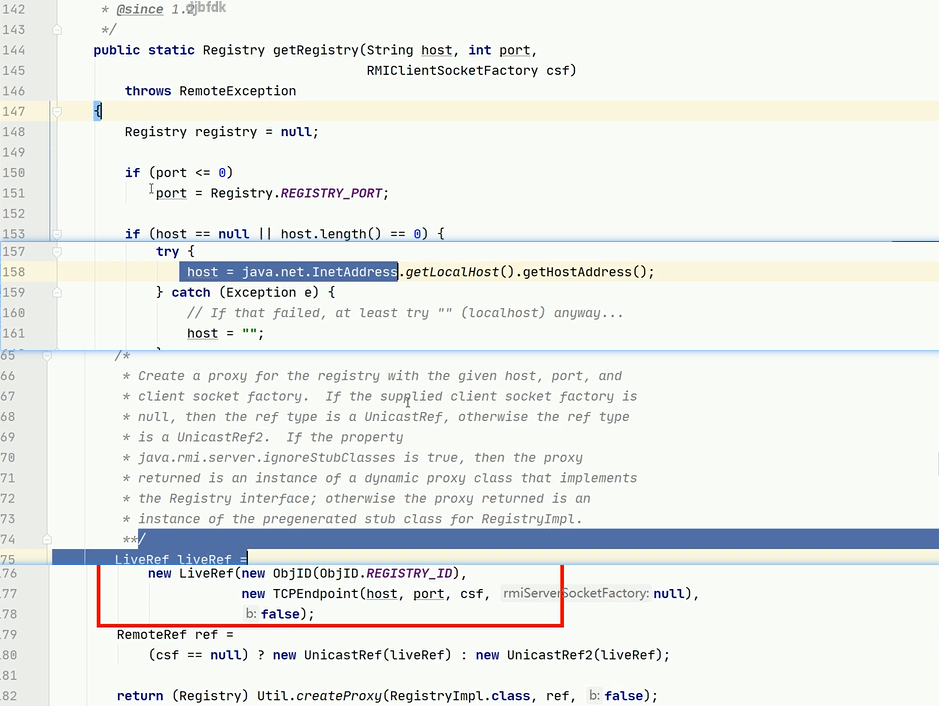 142 * @since 1.2
djbfdk
143 */
144 public static Registry getRegistry(String host, int port,
145 RMIClientSocketFactory csf)
146 throws RemoteException
147 {
148 Registry registry = null;
149
150 if (port <= 0)
151 port = Registry.REGISTRY_PORT;
152
153 if (host == null || host.length() == 0) {
157 try {
158 host = java.net.InetAddress.getLocalHost().getHostAddress();
159 } catch (Exception e) {
160 // If that failed, at least try "" (localhost) anyway...
161 host = "";
65 /*
66 * Create a proxy for the registry with the given host, port, and
67 * client socket factory. If the supplied client socket factory is
68 * null, then the ref type is a UnicastRef, otherwise the ref type
69 * is a UnicastRef2. If the property
70 * java.rmi.server.ignoreStubClasses is true, then the proxy
71 * returned is an instance of a dynamic proxy class that implements
72 * the Registry interface; otherwise the proxy returned is an
73 * instance of the pregenerated stub class for RegistryImpl.
74 **/
75 LiveRef liveRef =
76 new LiveRef(new ObjID(ObjID.REGISTRY_ID),
77 new TCPEndpoint(host, port, csf, rmiServerSocketFactory: null),
78 b: false);
79 RemoteRef ref =
80 (csf == null) ? new UnicastRef(liveRef) : new UnicastRef2(liveRef);
81
82 return (Registry) Util.createProxy(RegistryImpl.class, ref, b: false);